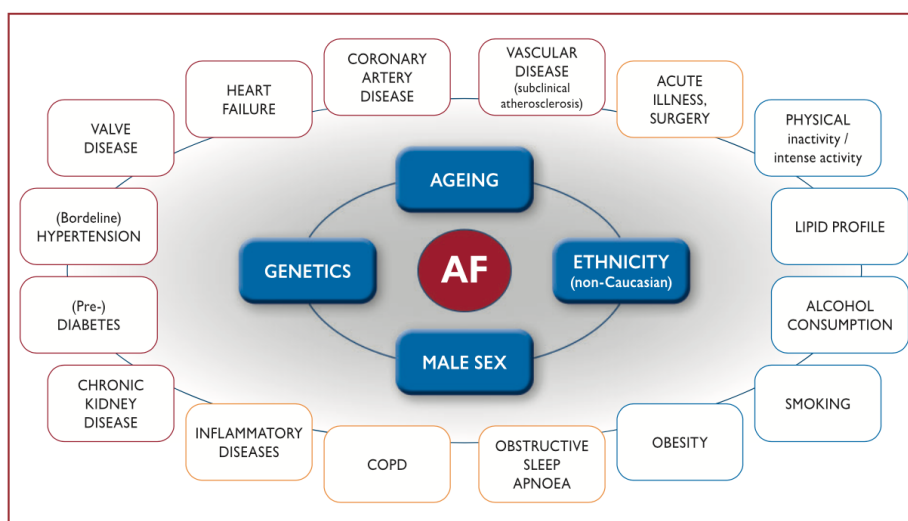 CORONARY
ARTERY
DISEASE
VASCULAR
DISEASE
(subclinical
atherosclerosis)
HEART
FAILURE
ACUTE
ILLNESS,
SURGERY
VALVE
DISEASE
PHYSICAL
inactivity /
intense activity
AGEING
(Bordeline)
HYPERTENSION
LIPID PROFILE
GENETICS
AF
ETHNICITY
(non-Caucasian)
(Pre-)
DIABETES
ALCOHOL
CONSUMPTION
MALE SEX
CHRONIC
KIDNEY
DISEASE
SMOKING
INFLAMMATORY
DISEASES
COPD
OBSTRUCTIVE
SLEEP
APNOEA
OBESITY